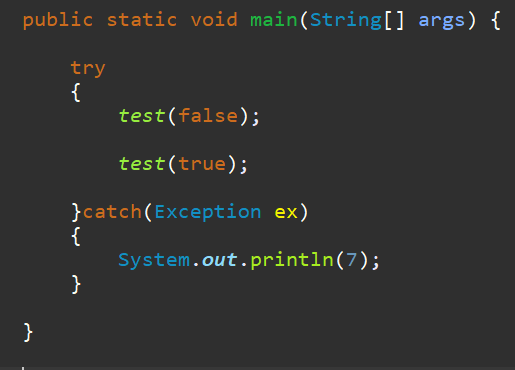 public static void main(String[] args) {
try
{
test(false);
test(true);
}catch(Exception ex)
{
System.out.println(7);
}
}